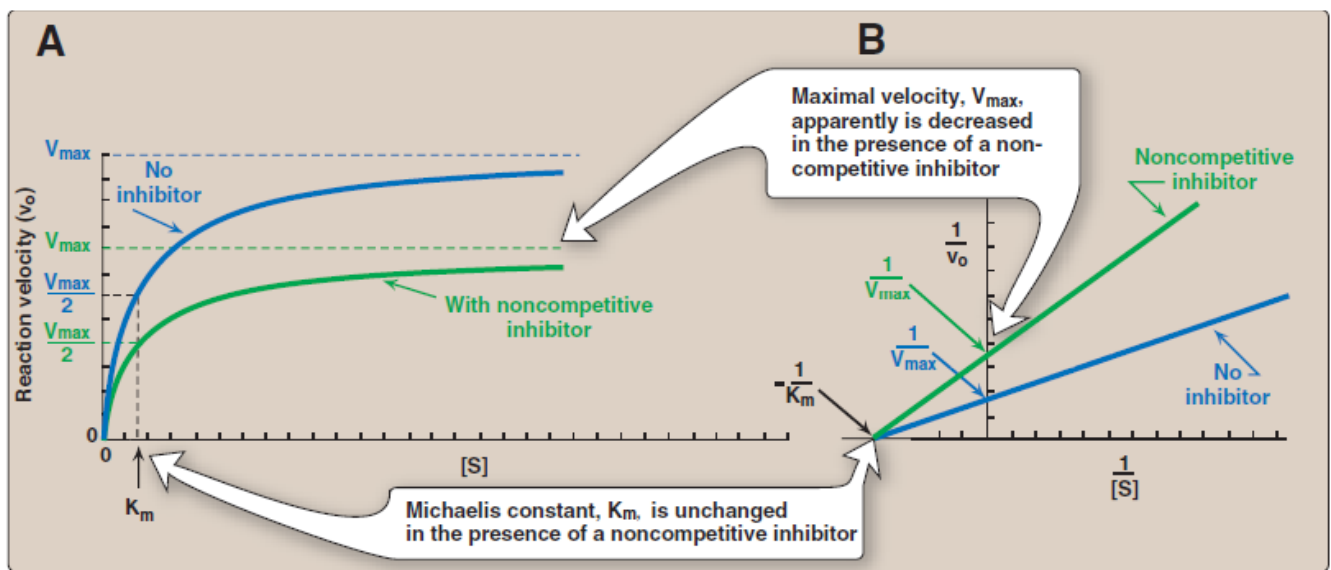 A
B
Reaction velocity (vo)
Vmax
No
inhibitor
Vmax
Vmax
2
Vmax
2
With noncompetitive
inhibitor
0
0
Km
[S]
Maximal velocity, Vmax,
apparently is decreased
in the presence of a non-
competitive inhibitor
Michaelis constant, Km, is unchanged
in the presence of a noncompetitive inhibitor
Noncompetitive
inhibitor
1
vo
1
Vmax
1
Vmax
-1
Km
No
inhibitor
1
[S]